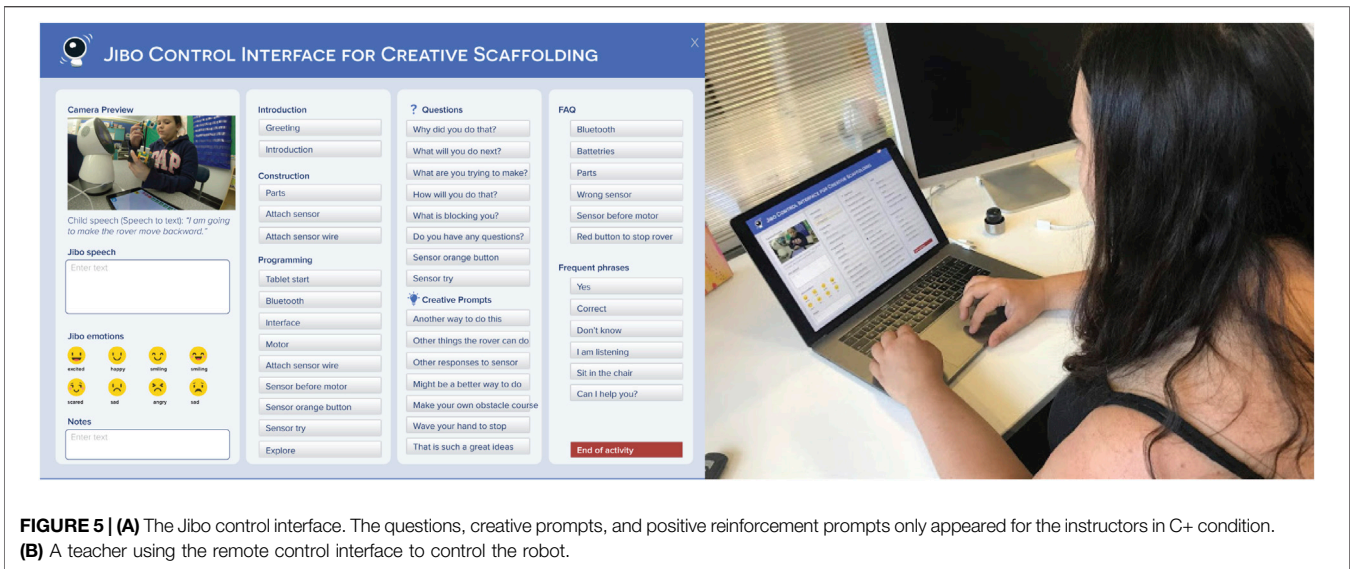 JIBO CONTROL INTERFACE FOR CREATIVE SCAFFOLDING
X
Camera Preview
Child speech (Speech to text): "I am going
to make the rover move backward."
Jibo speech
Enter text
Jibo emotions
excited
happy
smiling
smiling
scared
sad
angry
sad
Notes
Enter text
Introduction
Greeting
Introduction
Construction
Parts
Attach sensor
Attach sensor wire
Programming
Tablet start
Bluetooth
Interface
Motor
Attach sensor wire
Sensor before motor
Sensor orange button
Sensor try
Explore
? Questions
Why did you do that?
What will you do next?
What are you trying to make?
How will you do that?
What is blocking you?
Do you have any questions?
Sensor orange button
Sensor try
Creative Prompts
Another way to do this
Other things the rover can do
Other responses to sensor
Might be a better way to do
Make your own obstacle course
Wave your hand to stop
That is such a great ideas
FAQ
Bluetooth
Battetries
Parts
Wrong sensor
Sensor before motor
Red button to stop rover
Frequent phrases
Yes
Correct
Don't know
I am listening
Sit in the chair
Can I help you?
End of activity
JIBO CONTROL INTERFACE FOR CREATIVE SCAFFOLDING
FIGURE 5 | (A) The Jibo control interface. The questions, creative prompts, and positive reinforcement prompts only appeared for the instructors in C+ condition.
(B) A teacher using the remote control interface to control the robot.